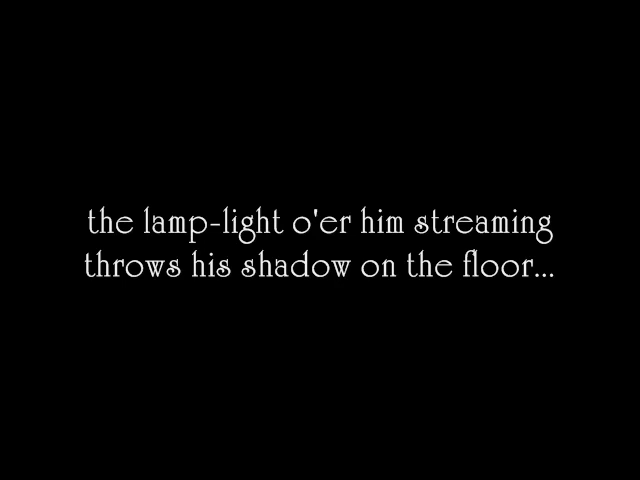 the lamp-light o'er him streaming
throws his shadow on the floor...